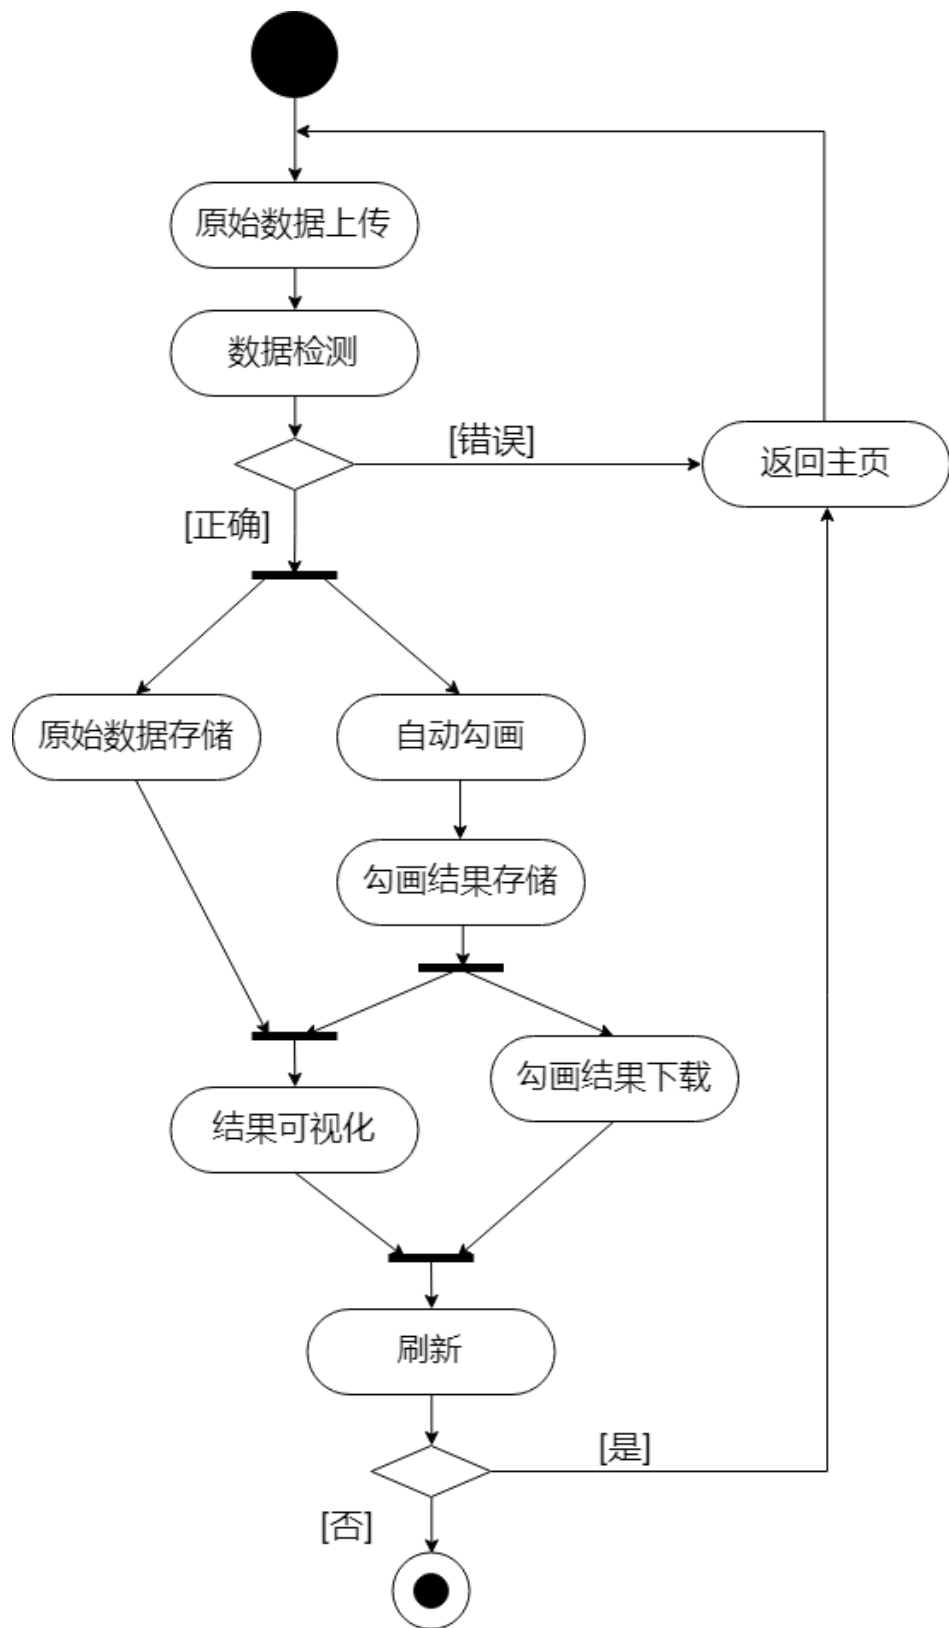 原始数据上传
数据检测
[错误]
返回主页
[正确]
原始数据存储
自动勾画
勾画结果存储
勾画结果下载
结果可视化
刷新
[是]
[否]